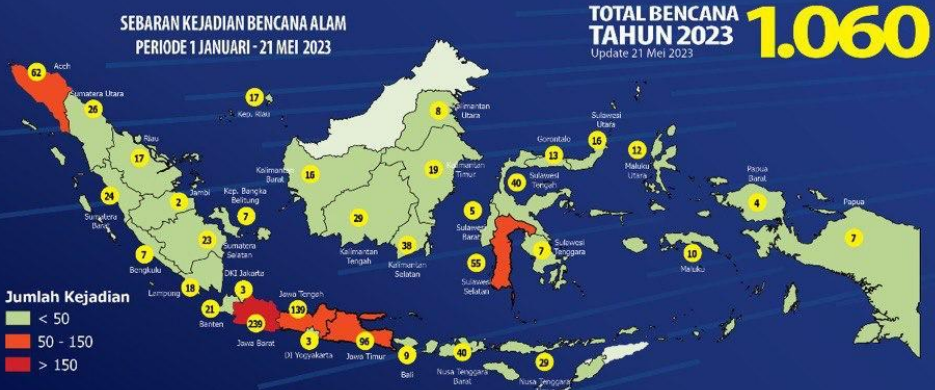 SEBARAN KEJADIAN BENCANA ALAM
PERIODE 1 JANUARI - 21 MEI 2023
TOTAL BENCANA
TAHUN 2023
Update 21 Mei 2023
1.060
62
Aceh
Sumatera Utara
26
17
Kep. Riau
Riau
17
24
Sumatera
Barat
Jambi
2
Kep. Bangka
Belitung
7
7
Bengkulu
23
Sumatera
Selatan
Lampung
18
DKI Jakarta
3
21
Banten
239
Jawa Barat
Jawa Tengah
139
3
DI Yogyakarta
96
Jawa Timur
9
Bali
40
Nusa Tenggara
Barat
29
Nusa Tenggara
Kalimantan
Barat
16
8
Kalimantan
Utara
19
Kalimantan
Timur
29
Kalimantan
Tengah
38
Kalimantan
Selatan
Gorontalo
13
Sulawesi
Utara
16
40
Sulawesi
Tengah
5
Sulawesi
Barat
55
Sulawesi
Selatan
7
Sulawesi
Tenggara
12
Maluku
Utara
10
Maluku
Papua
Barat
4
Papua
7
Jumlah Kejadian
< 50
50 - 150
> 150